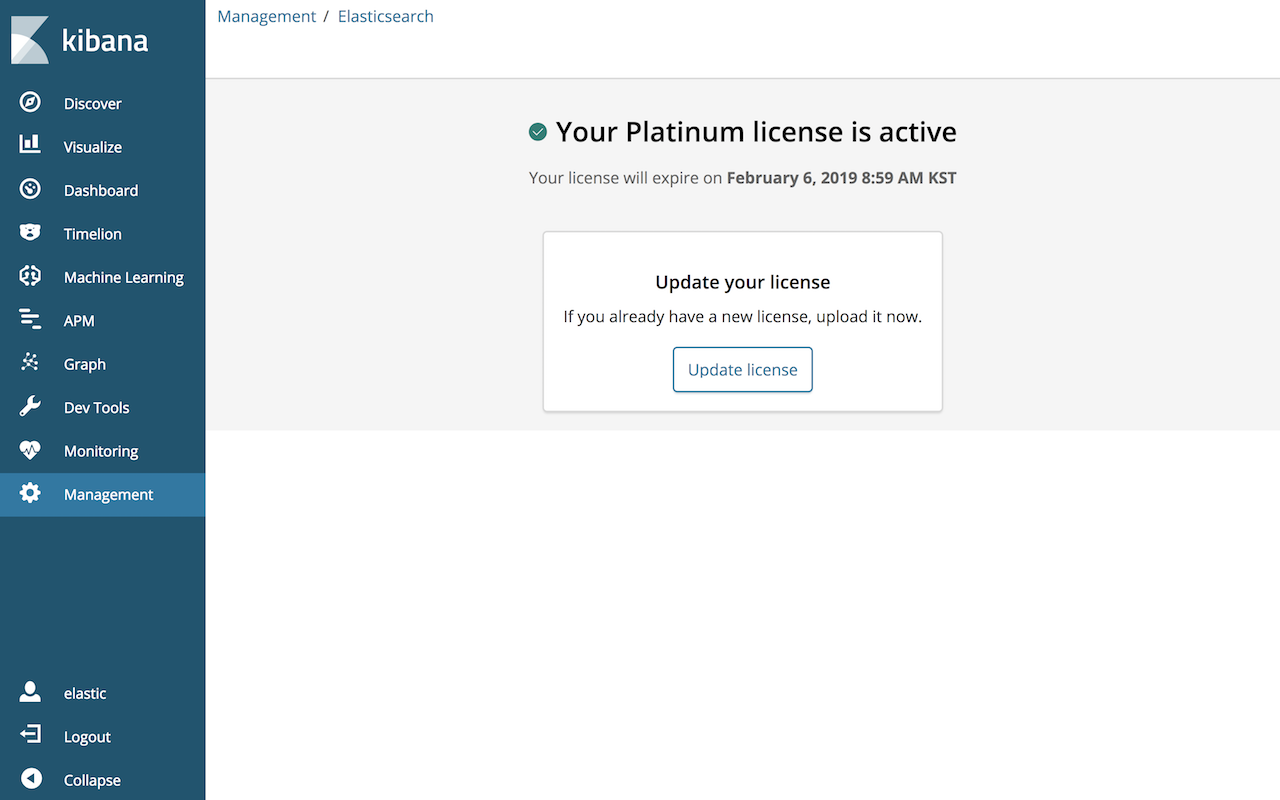 kibana
Discover
Visualize
Dashboard
Timelion
Machine Learning
APM
Graph
Dev Tools
Monitoring
Management
elastic
Logout
Collapse
Management / Elasticsearch
Your Platinum license is active
Your license will expire on February 6, 2019 8:59 AM KST
Update your license
If you already have a new license, upload it now.
Update license